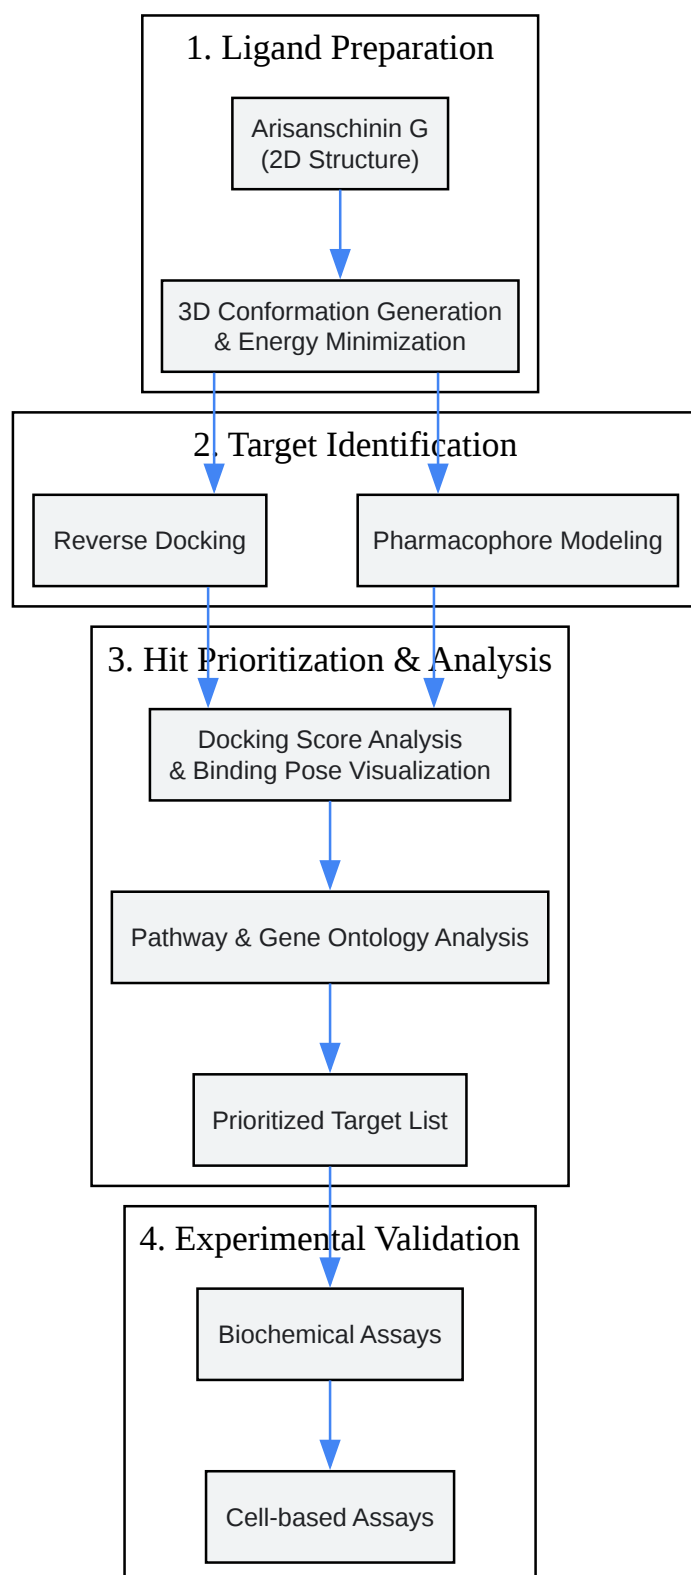 1. Ligand Preparation
Arisanschinin G
(2D Structure)
3D Conformation Generation
& Energy Minimization
2. Target Identification
Reverse Docking
Pharmacophore Modeling
3. Hit Prioritization & Analysis
Docking Score Analysis
& Binding Pose Visualization
Pathway & Gene Ontology Analysis
Prioritized Target List
4. Experimental Validation
Biochemical Assays
Cell-based Assays